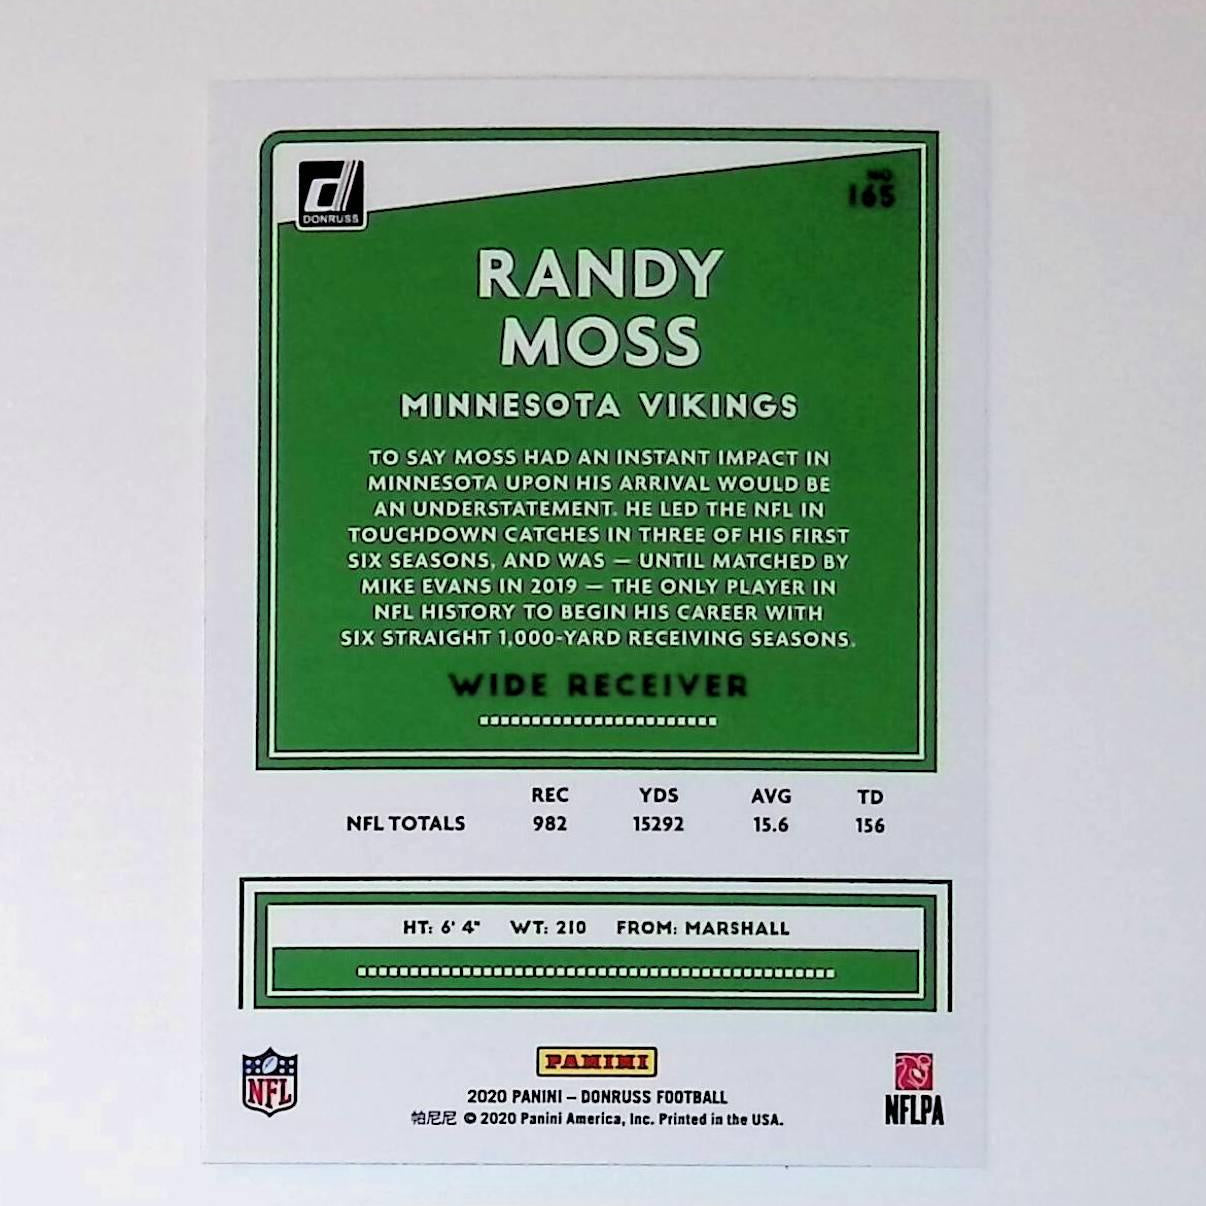 DONRUSS
NO
165
RANDY
MOSS
MINNESOTA VIKINGS
TO SAY MOSS HAD AN INSTANT IMPACT IN
MINNESOTA UPON HIS ARRIVAL WOULD BE
AN UNDERSTATEMENT. HE LED THE NFL IN
TOUCHDOWN CATCHES IN THREE OF HIS FIRST
SIX SEASONS, AND WAS — UNTIL MATCHED BY
MIKE EVANS IN 2019 — THE ONLY PLAYER IN
NFL HISTORY TO BEGIN HIS CAREER WITH
SIX STRAIGHT 1,000-YARD RECEIVING SEASONS.
WIDE RECEIVER
REC YDS AVG TD
NFL TOTALS 982 15292 15.6 156
HT: 6' 4" WT: 210 FROM: MARSHALL
NFL
PANINI
NFLPA
2020 PANINI – DONRUSS FOOTBALL
帕尼尼 © 2020 Panini America, Inc. Printed in the USA.